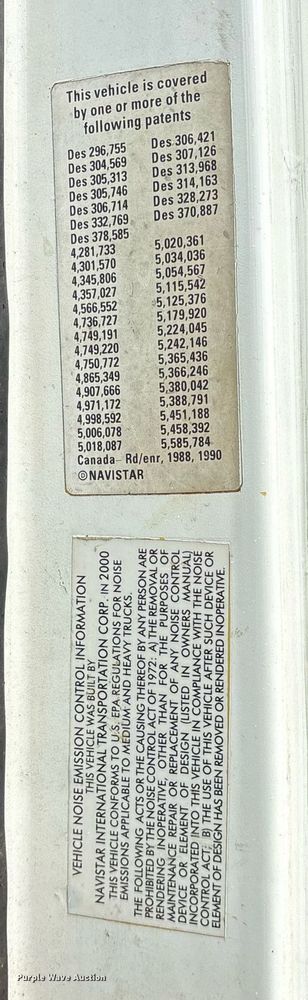 This vehicle is covered
by one or more of the
following patents
Des 296,755
Des 304,569
Des 305,313
Des 305,746
Des 306,714
Des 332,769
Des 378,585
4,281,733
4,301,570
4,345,806
4,357,027
4,566,552
4,736,727
4,749,191
4,749,220
4,750,772
4,865,349
4,907,666
4,971,172
4,998,592
5,006,078
5,018,087
Des 306,421
Des 307,126
Des 313,968
Des 314,163
Des 328,273
Des 370,887
5,020,361
5,034,036
5,054,567
5,115,542
5,125,376
5,179,920
5,224,045
5,242,146
5,365,436
5,366,246
5,380,042
5,388,791
5,451,188
5,458,392
5,585,784
Canada- Rd/enr, 1988, 1990
©NAVISTAR
VEHICLE NOISE EMISSION CONTROL INFORMATION
THIS VEHICLE WAS BUILT BY
NAVISTAR INTERNATIONAL TRANSPORTATION CORP. IN 2000
THIS VEHICLE CONFORMS TO U.S. EPA REGULATIONS FOR NOISE
EMISSIONS APPLICABLE TO MEDIUM AND HEAVY TRUCKS.
THE FOLLOWING ACTS OR THE CAUSING THEREOF BY ANY PERSON ARE
PROHIBITED BY THE NOISE CONTROL ACT OF 1972: A) THE REMOVAL OR
RENDERING INOPERATIVE, OTHER THAN FOR THE PURPOSES OF
MAINTENANCE REPAIR OR REPLACEMENT OF ANY NOISE CONTROL
DEVICE OR ELEMENT OF DESIGN (LISTED IN OWNERS MANUAL)
INCORPORATED INTO THIS VEHICLE IN COMPLIANCE WITH THE NOISE
CONTROL ACT: B) THE USE OF THIS VEHICLE AFTER SUCH DEVICE OR
ELEMENT OF DESIGN HAS BEEN REMOVED OR RENDERED INOPERATIVE.
Purple Wave Auction